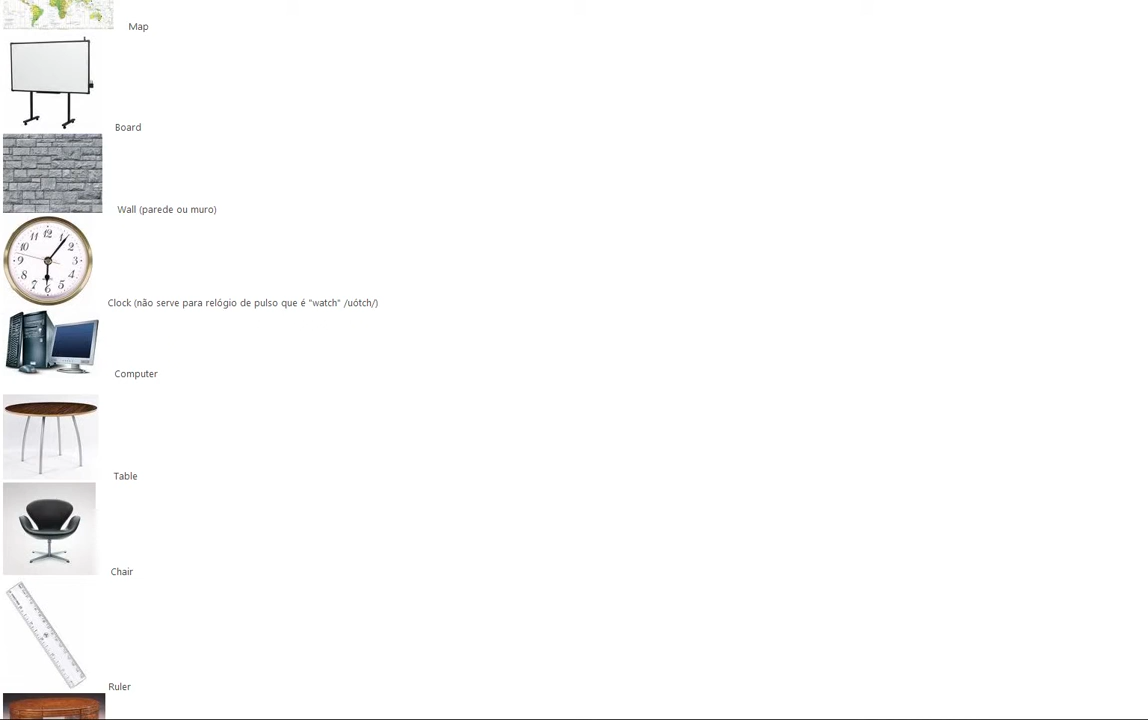 Map
Board
Wall (parede ou muro)
Clock (não serve para relógio de pulso que é "watch" /uótch/)
Computer
Table
Chair
Ruler